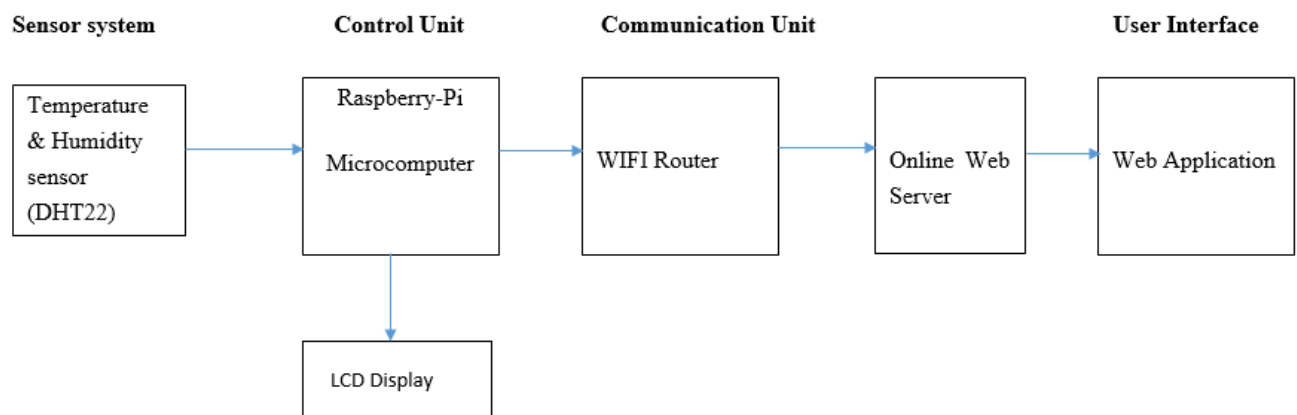 Sensor system
Control Unit
Communication Unit
User Interface
Temperature
& Humidity
sensor
(DHT22)
Raspberry-Pi
Microcomputer
WIFI Router
Online Web
Server
Web Application
LCD Display